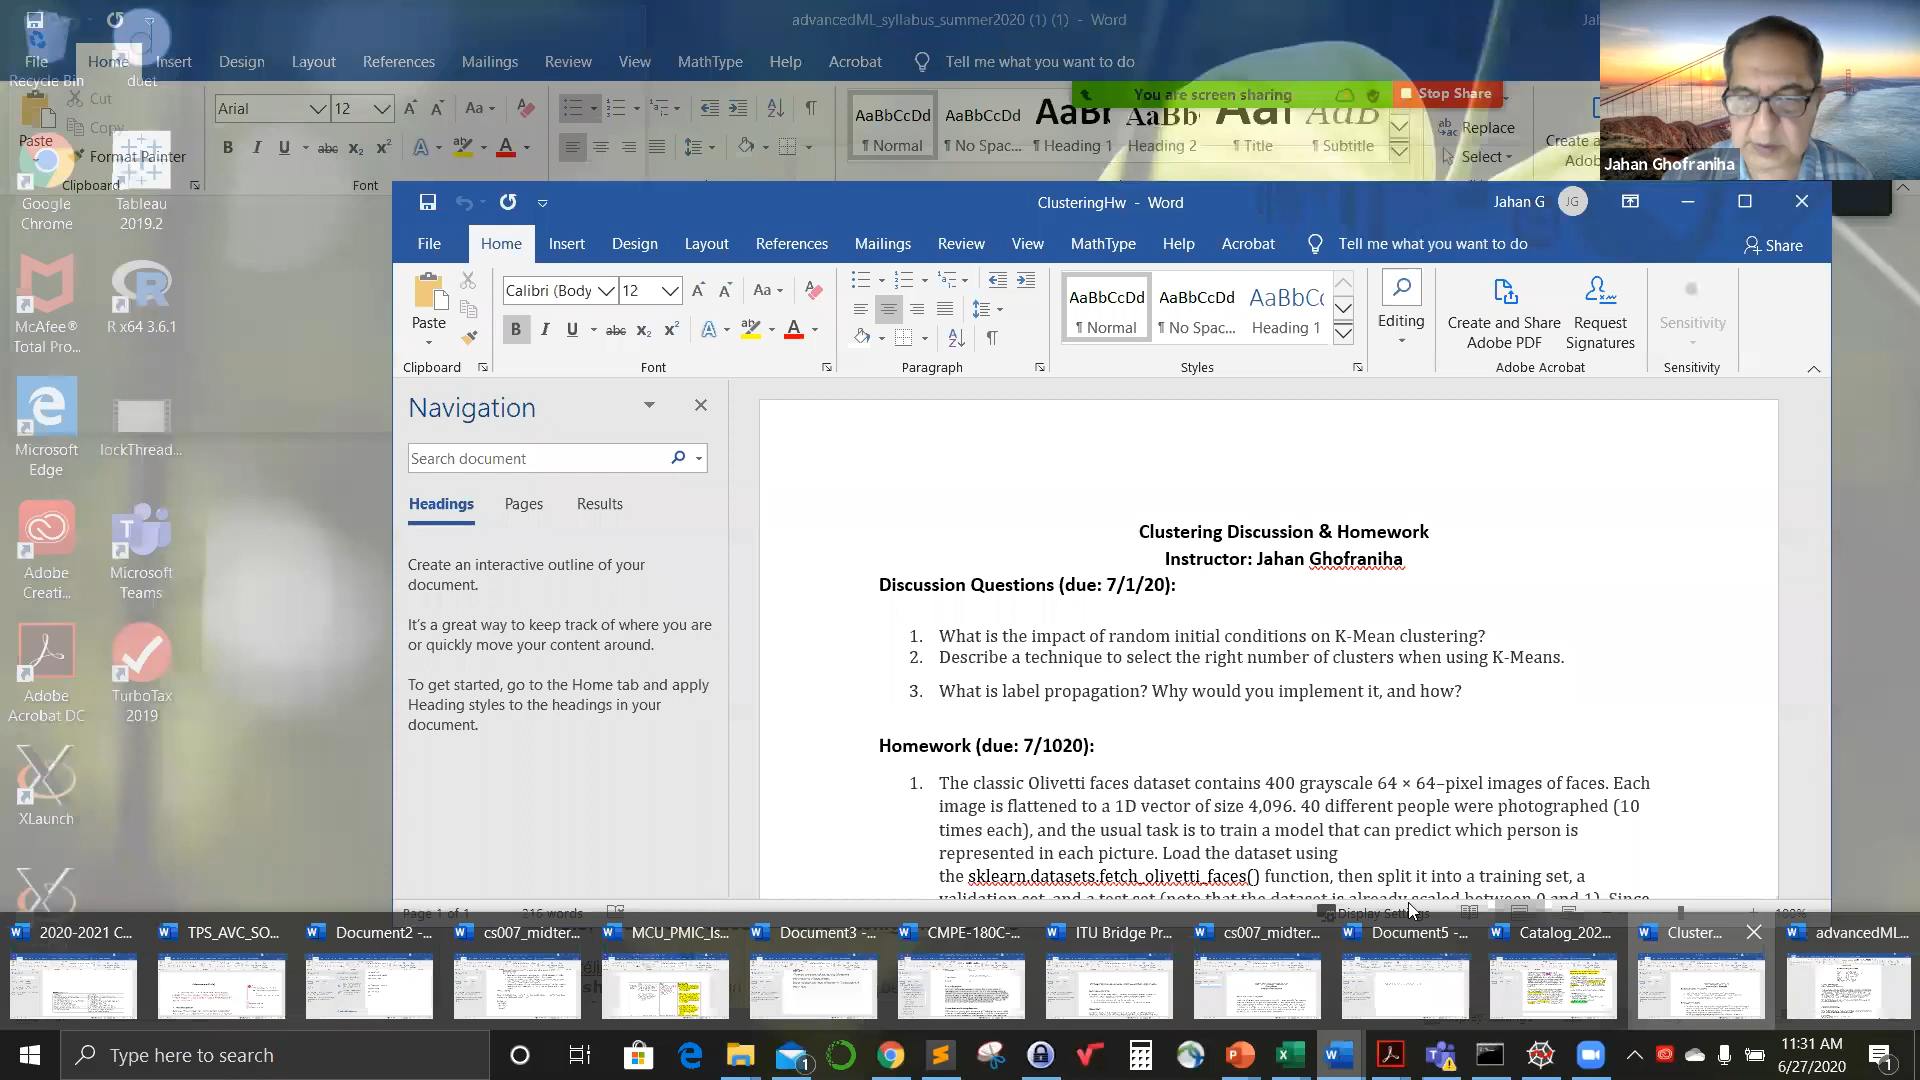 advancedML_syllabus_summer2020 (1) (1) - Word
File Home Insert Design Layout References Mailings Review View MathType Help Acrobat Tell me what you want to do
Recycle Bin duet
Cut
Copy
Paste Format Painter
Clipboard
Arial 12
Font
You are screen sharing Stop Share
AaBbCcDd AaBbCcDd AaBb
Normal No Spac... Heading 1 Heading 2 Title Subtitle
Replace
Select
Jahan Ghofraniha
Google Chrome
Tableau 2019.2
McAfee® Total Pro...
R x64 3.6.1
Microsoft Edge
lockThread...
Adobe Creati...
Microsoft Teams
Adobe Acrobat DC
TurboTax 2019
XLaunch
ClusteringHw - Word
Jahan G JG
File Home Insert Design Layout References Mailings Review View MathType Help Acrobat Tell me what you want to do Share
Calibri (Body 12
Paste
Clipboard Font Paragraph Styles Adobe Acrobat Sensitivity
AaBbCcDd AaBbCcDd AaBbCc
Normal No Spac... Heading 1
Editing
Create and Share Adobe PDF
Request Signatures
Sensitivity
Navigation
Search document
Headings Pages Results
Create an interactive outline of your
document.
It's a great way to keep track of where you are
or quickly move your content around.
To get started, go to the Home tab and apply
Heading styles to the headings in your
document.
Clustering Discussion & Homework
Instructor: Jahan Ghofraniha
Discussion Questions (due: 7/1/20):
1. What is the impact of random initial conditions on K-Mean clustering?
2. Describe a technique to select the right number of clusters when using K-Means.
3. What is label propagation? Why would you implement it, and how?
Homework (due: 7/1020):
1. The classic Olivetti faces dataset contains 400 grayscale 64 × 64–pixel images of faces. Each
image is flattened to a 1D vector of size 4,096. 40 different people were photographed (10
times each), and the usual task is to train a model that can predict which person is
represented in each picture. Load the dataset using
the sklearn.datasets.fetch_olivetti_faces() function, then split it into a training set, a
validation set, and a test set (note that the dataset is already scaled between 0 and 1). Since
Page 1 of 1 216 words Display Settings 100%
2020-2021 C... TPS_AVC_SO... Document2 -... cs007_midter... MCU_PMIC_Is... Document3 -... CMPE-180C-... ITU Bridge Pr... cs007_midter... Document5 -... Catalog_202... Cluster... advancedML...
Type here to search
11:31 AM
6/27/2020